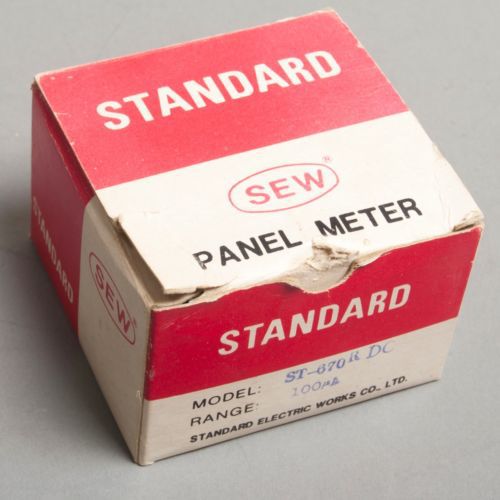 STANDARD
SEW®
PANEL METER
STANDARD
MODEL: ST-670R DC
RANGE: 100μA
STANDARD ELECTRIC WORKS CO., LTD.
STANDARD
SEW